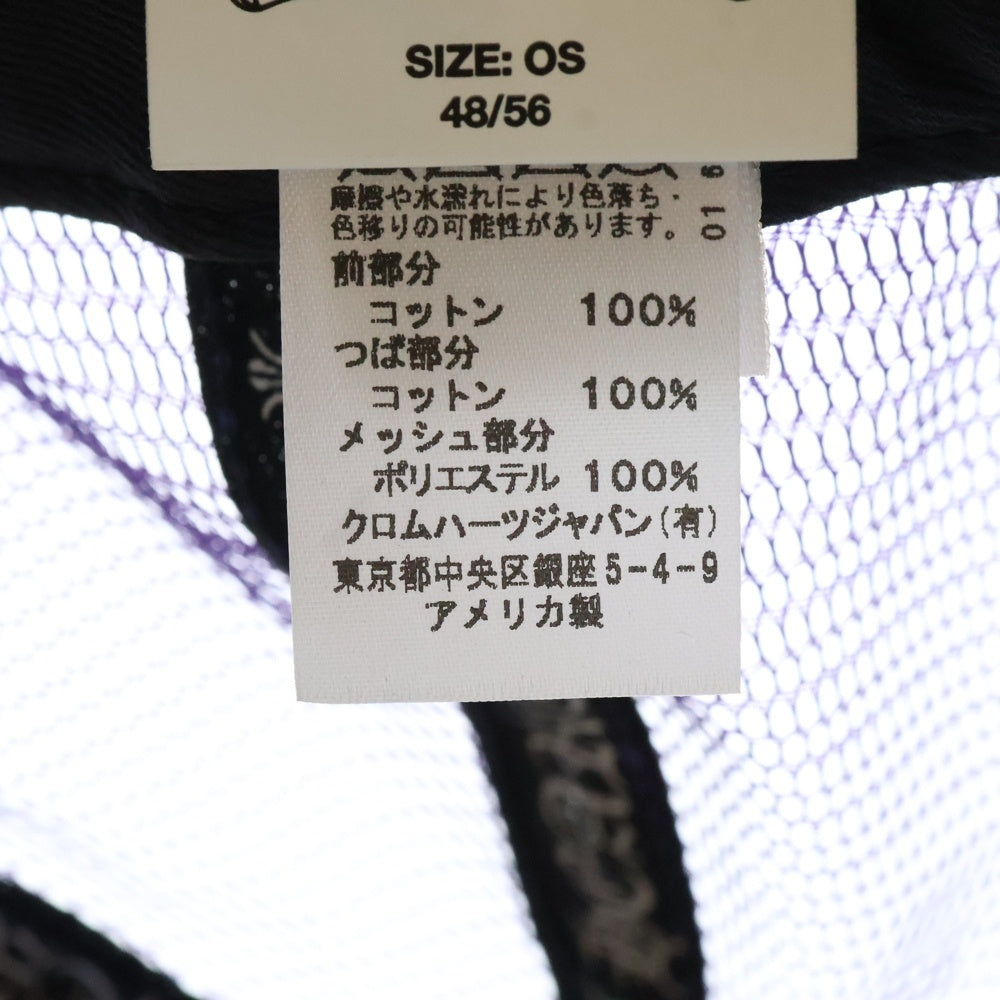 SIZE: OS
48/56
摩擦や水濡れにより色落ち・
色移りの可能性があります。
01 6
前部分
コットン 100%
つば部分
コットン 100%
メッシュ部分
ポリエステル 100%
クロムハーツジャパン(有)
東京都中央区銀座5-4-9
アメリカ製